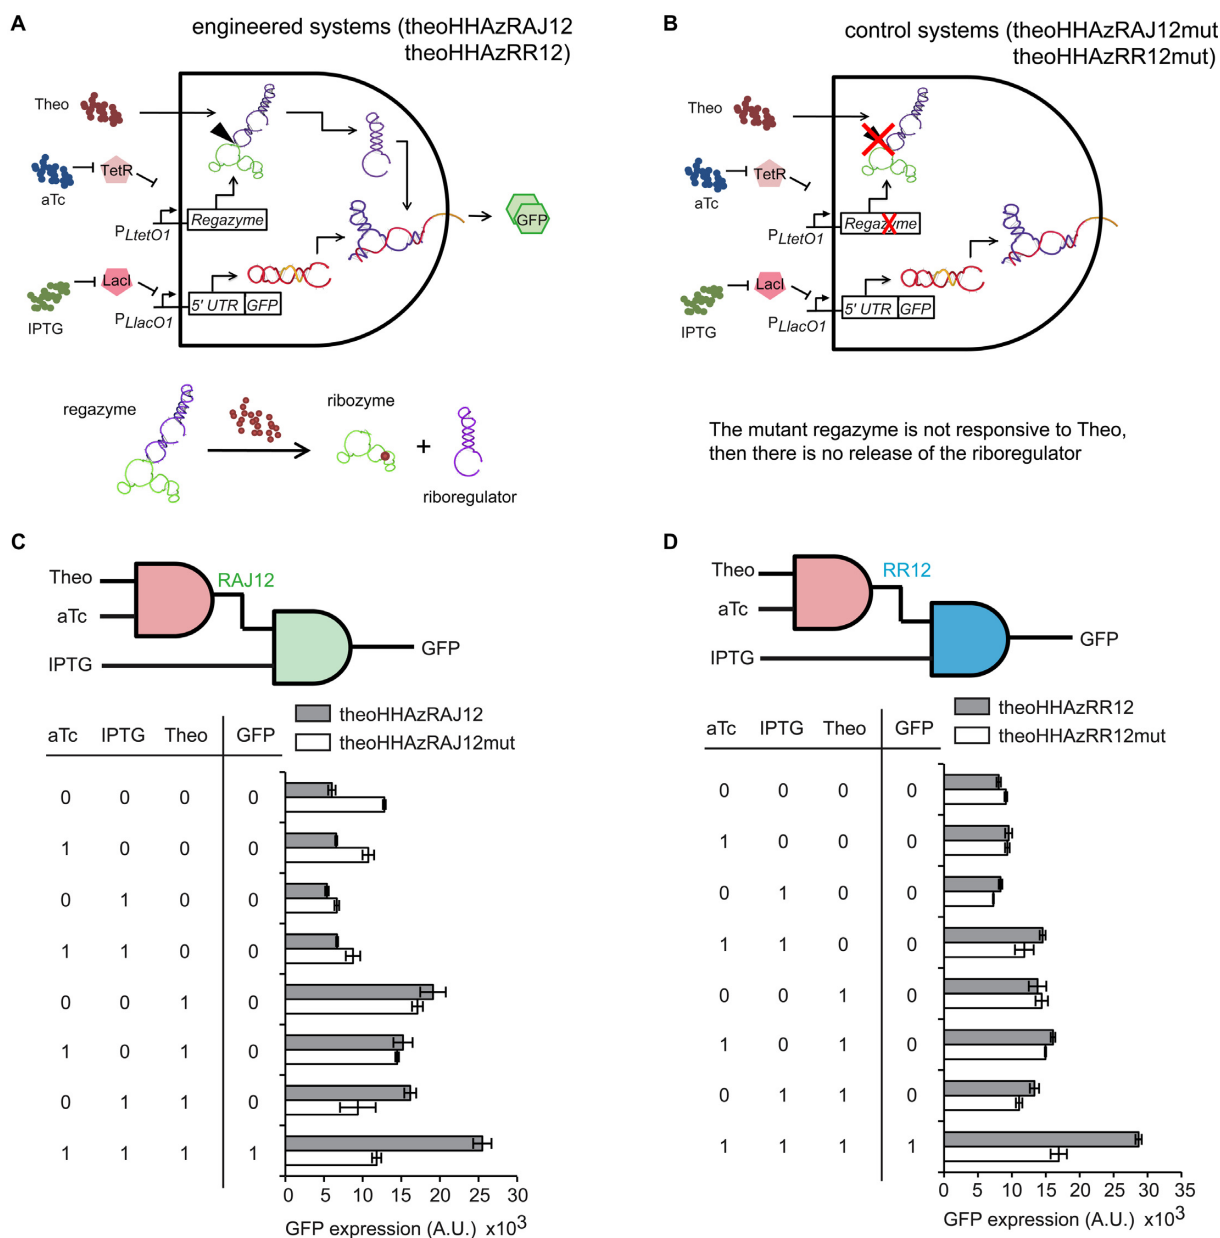 A
engineered systems (theoHHAzRAJ12
theoHHAzRR12)
Theo
aTc
TetR
PLtetO1
Regazyme
GFP
LacI
IPTG
PLlacO1
5' UTR GFP
regazyme
ribozyme
+
riboregulator
B
control systems (theoHHAzRAJ12mut
theoHHAzRR12mut)
Theo
aTc
TetR
PLtetO1
Regazyme
LacI
IPTG
PLlacO1
5' UTR GFP
The mutant regazyme is not responsive to Theo,
then there is no release of the riboregulator
C
Theo
RAJ12
aTc
IPTG
GFP
theoHHAzRAJ12
theoHHAzRAJ12mut
aTc IPTG Theo GFP
0 0 0 0
1 0 0 0
0 1 0 0
1 1 0 0
0 0 1 0
1 0 1 0
0 1 1 0
1 1 1 1
0 5 10 15 20 25 30
GFP expression (A.U.) x10³
D
Theo
RR12
aTc
IPTG
GFP
theoHHAzRR12
theoHHAzRR12mut
aTc IPTG Theo GFP
0 0 0 0
1 0 0 0
0 1 0 0
1 1 0 0
0 0 1 0
1 0 1 0
0 1 1 0
1 1 1 1
0 5 10 15 20 25 30 35
GFP expression (A.U.) x10³